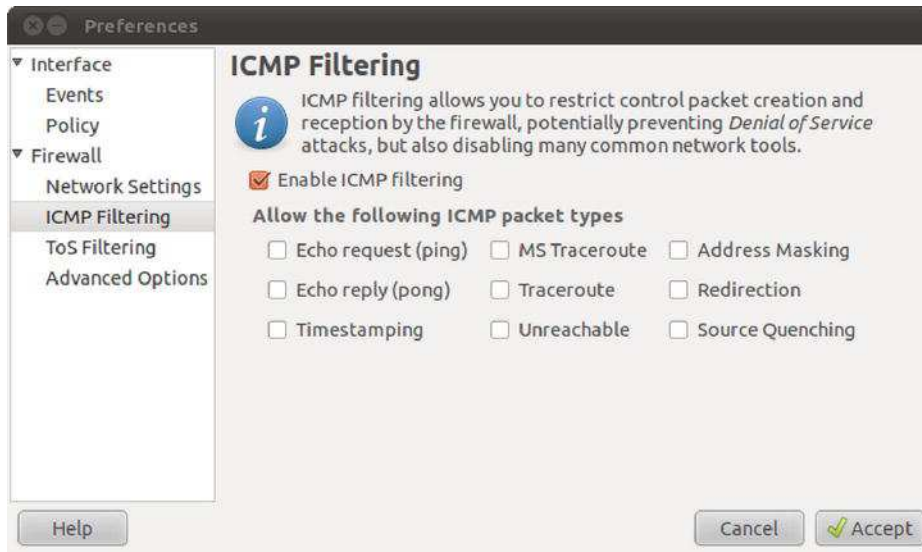 Preferences
Interface
Events
Policy
Firewall
Network Settings
ICMP Filtering
ToS Filtering
Advanced Options
ICMP Filtering
ICMP filtering allows you to restrict control packet creation and
reception by the firewall, potentially preventing Denial of Service
attacks, but also disabling many common network tools.
Enable ICMP filtering
Allow the following ICMP packet types
Echo request (ping) MS Traceroute Address Masking
Echo reply (pong) Traceroute Redirection
Timestamping Unreachable Source Quenching
Help Cancel Accept